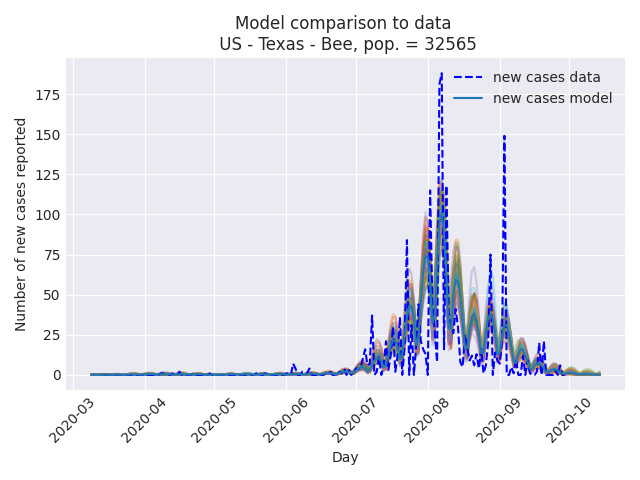 Model comparison to data
US - Texas - Bee, pop. = 32565
new cases data
new cases model
Number of new cases reported
175
150
125
100
75
50
25
0
2020-03
2020-04
2020-05
2020-06
2020-07
2020-08
2020-09
2020-10
Day